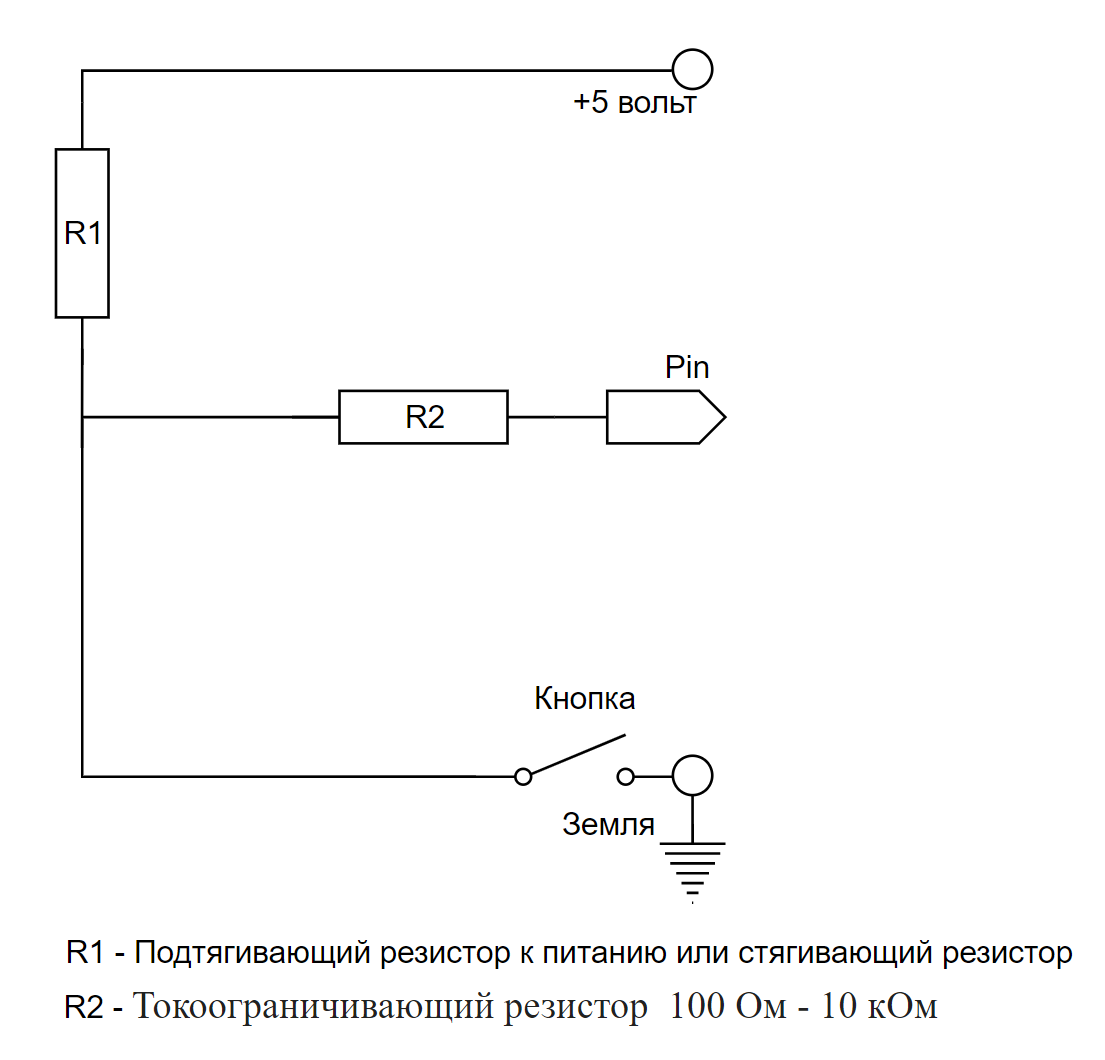 +5 вольт
R1
Pin
R2
Кнопка
Земля
R1 - Подтягивающий резистор к питанию или стягивающий резистор
R2 - Токоограничивающий резистор 100 Ом - 10 кОм